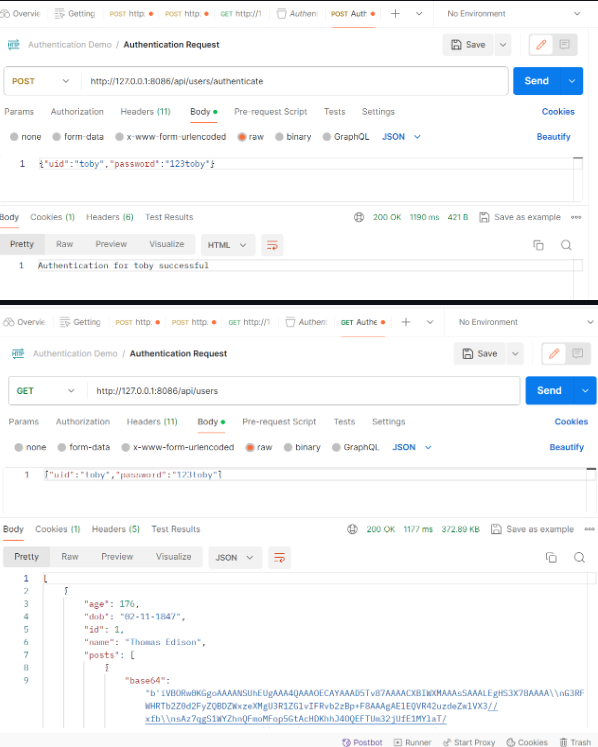 Overvie Getting POST http. POST http. GET http://1 Authen POST Auth + No Environment
HTTP Authentication Demo / Authentication Request Save
POST http://127.0.0.1:8086/api/users/authenticate Send
Params Authorization Headers (11) Body Pre-request Script Tests Settings Cookies
none form-data x-www-form-urlencoded raw binary GraphQL JSON Beautify
1 {"uid":"toby","password":"123toby"}
Body Cookies (1) Headers (6) Test Results 200 OK 1190 ms 421 B Save as example
Pretty Raw Preview Visualize HTML
1 Authentication for toby successful
Overvie Getting POST http. POST http. GET http://1 Authen GET Authe + No Environment
HTTP Authentication Demo / Authentication Request Save
GET http://127.0.0.1:8086/api/users Send
Params Authorization Headers (11) Body Pre-request Script Tests Settings Cookies
none form-data x-www-form-urlencoded raw binary GraphQL JSON Beautify
1 {"uid":"toby","password":"123toby"}
Body Cookies (1) Headers (5) Test Results 200 OK 1177 ms 372.89 KB Save as example
Pretty Raw Preview Visualize JSON
1 [
2 {
3 "age": 176,
4 "dob": "02-11-1847",
5 "id": 1,
6 "name": "Thomas Edison",
7 "posts": [
8 {
9 "base64":
Postbot Runner Start Proxy Cookies Trash